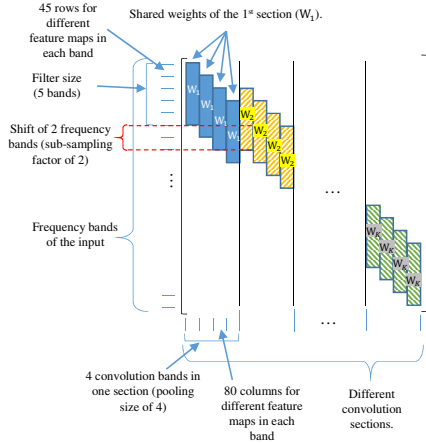 45 rows for
different
feature maps in
each band
Shared weights of the 1st section (W1).
Filter size
(5 bands)
Shift of 2 frequency
bands (sub-sampling
factor of 2)
Frequency bands
of the input
W1
W1
W1
W1
W2
W2
W2
W2
...
...
WK
WK
WK
WK
...
4 convolution bands in
one section (pooling
size of 4)
80 columns for
different feature
maps in each
band
Different
convolution
sections.